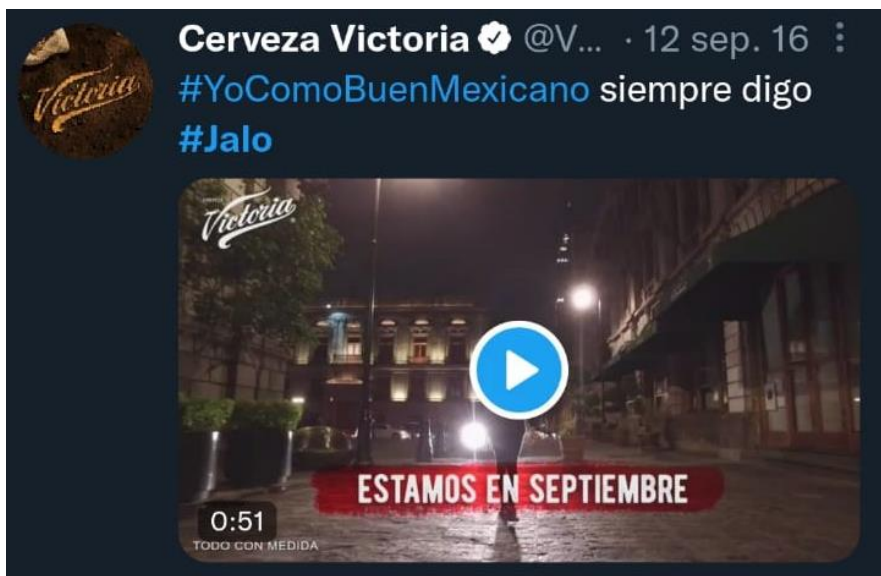 Cerveza Victoria @V... · 12 sep. 16
#YoComoBuenMexicano siempre digo
#Jalo
Victoria
Victoria
ESTAMOS EN SEPTIEMBRE
0:51
TODO CON MEDIDA